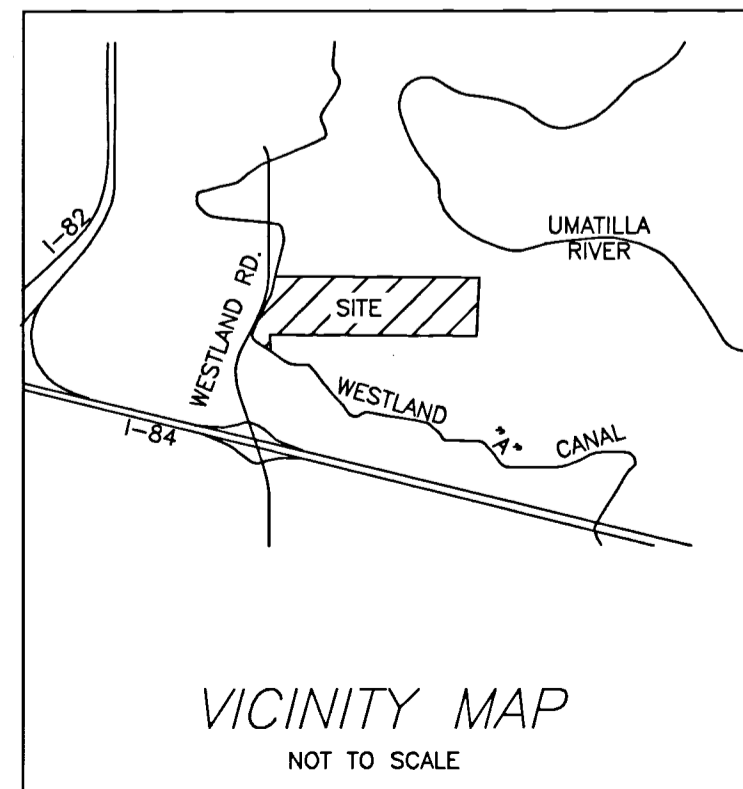 I-82
WESTLAND RD.
UMATILLA
RIVER
SITE
WESTLAND "A" CANAL
I-84
VICINITY MAP
NOT TO SCALE